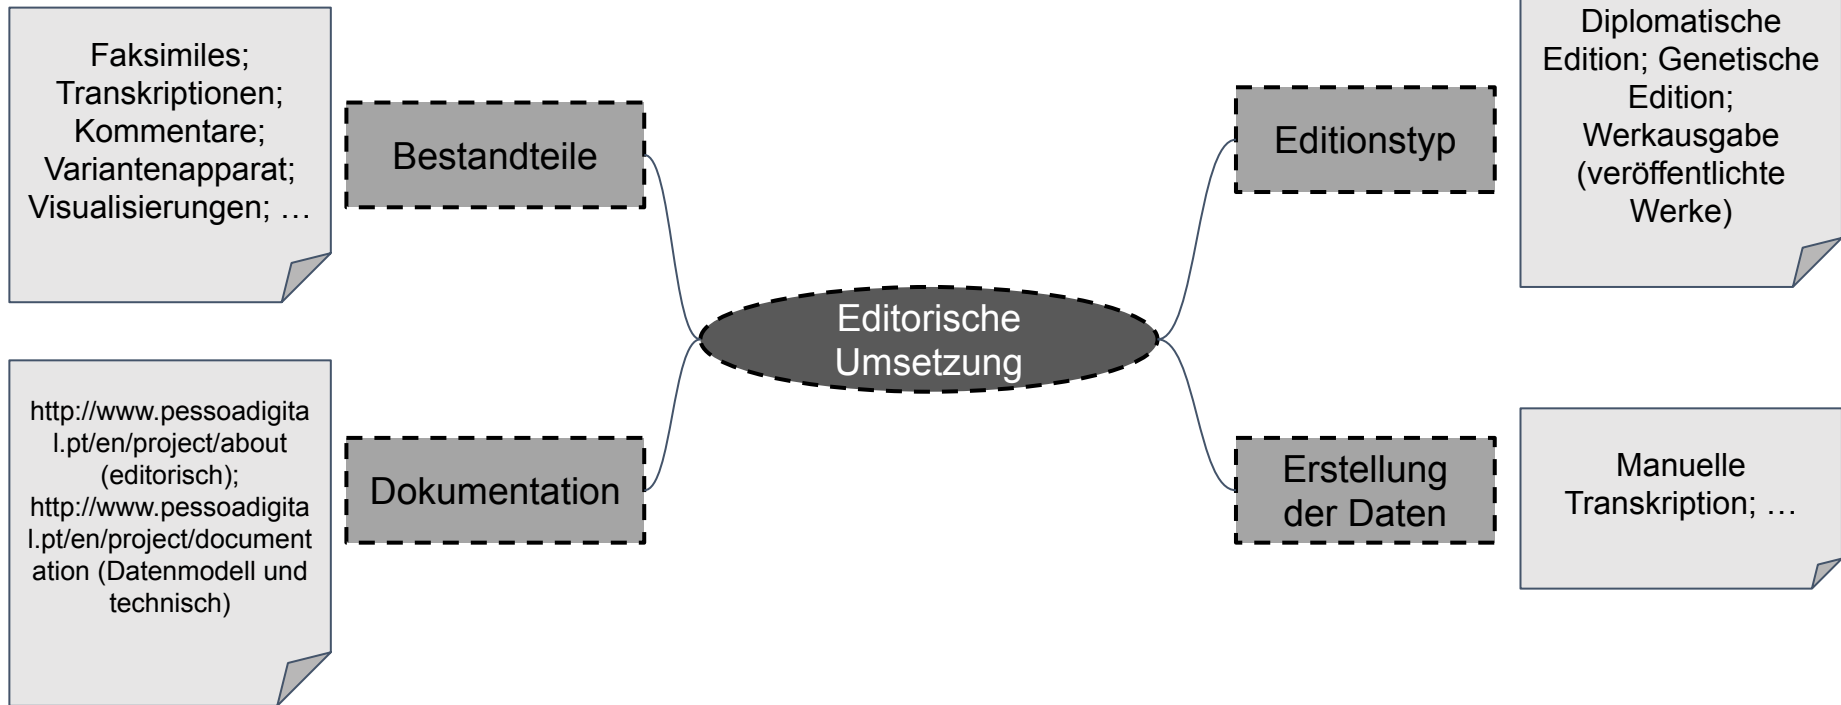 Faksimiles;
Transkriptionen;
Kommentare;
Variantenapparat;
Visualisierungen; …
Bestandteile
Editionstyp
Diplomatische
Edition; Genetische
Edition;
Werkausgabe
(veröffentlichte
Werke)
Editorische
Umsetzung
http://www.pessoadigita
l.pt/en/project/about
(editorisch);
http://www.pessoadigita
l.pt/en/project/document
ation (Datenmodell und
technisch)
Dokumentation
Erstellung
der Daten
Manuelle
Transkription; …